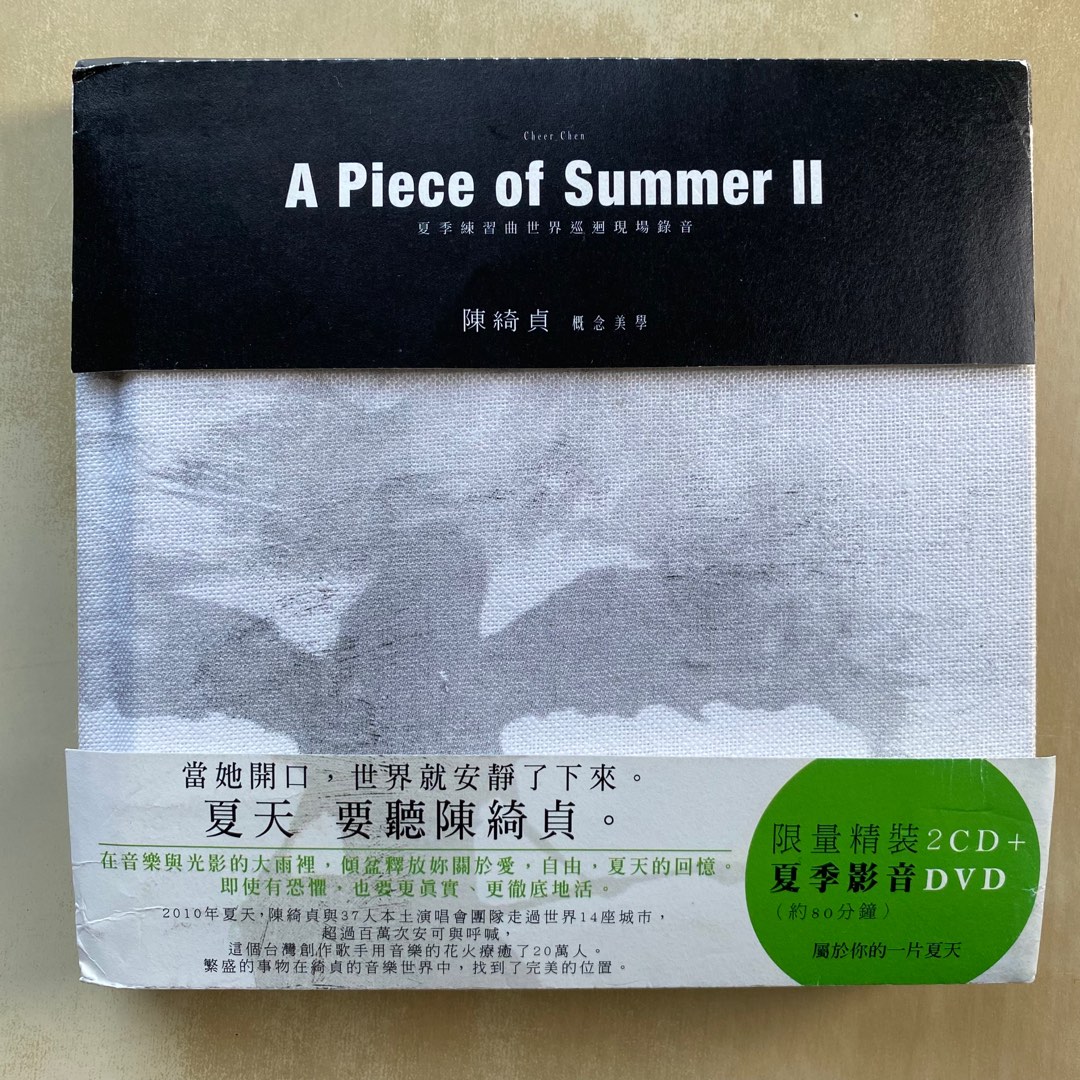 Cheer Chen
A Piece of Summer II
夏季練習曲世界巡迴現場錄音
陳綺貞 概念美學
當她開口，世界就安靜了下來。
夏天 要聽陳綺貞。
在音樂與光影的大雨裡，傾盆釋放妳關於愛，自由，夏天的回憶。
即使有恐懼，也要更真實、更徹底地活。
2010年夏天，陳綺貞與37人本土演唱會團隊走過世界14座城市，
超過百萬次安可與呼喊，
這個台灣創作歌手用音樂的花火療癒了20萬人。
繁盛的事物在綺貞的音樂世界中，找到了完美的位置。
限量精裝2CD+
夏季影音DVD
（約80分鐘）
屬於你的一片夏天